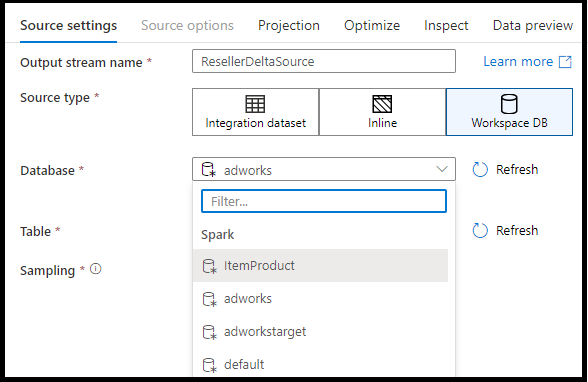 Source settings Source options Projection Optimize Inspect Data preview
Output stream name * ResellerDeltaSource Learn more
Source type * Integration dataset Inline Workspace DB
Database * adworks Refresh
Filter...
Spark
Table * Refresh
ItemProduct
Sampling *
adworks
adworkstarget
default